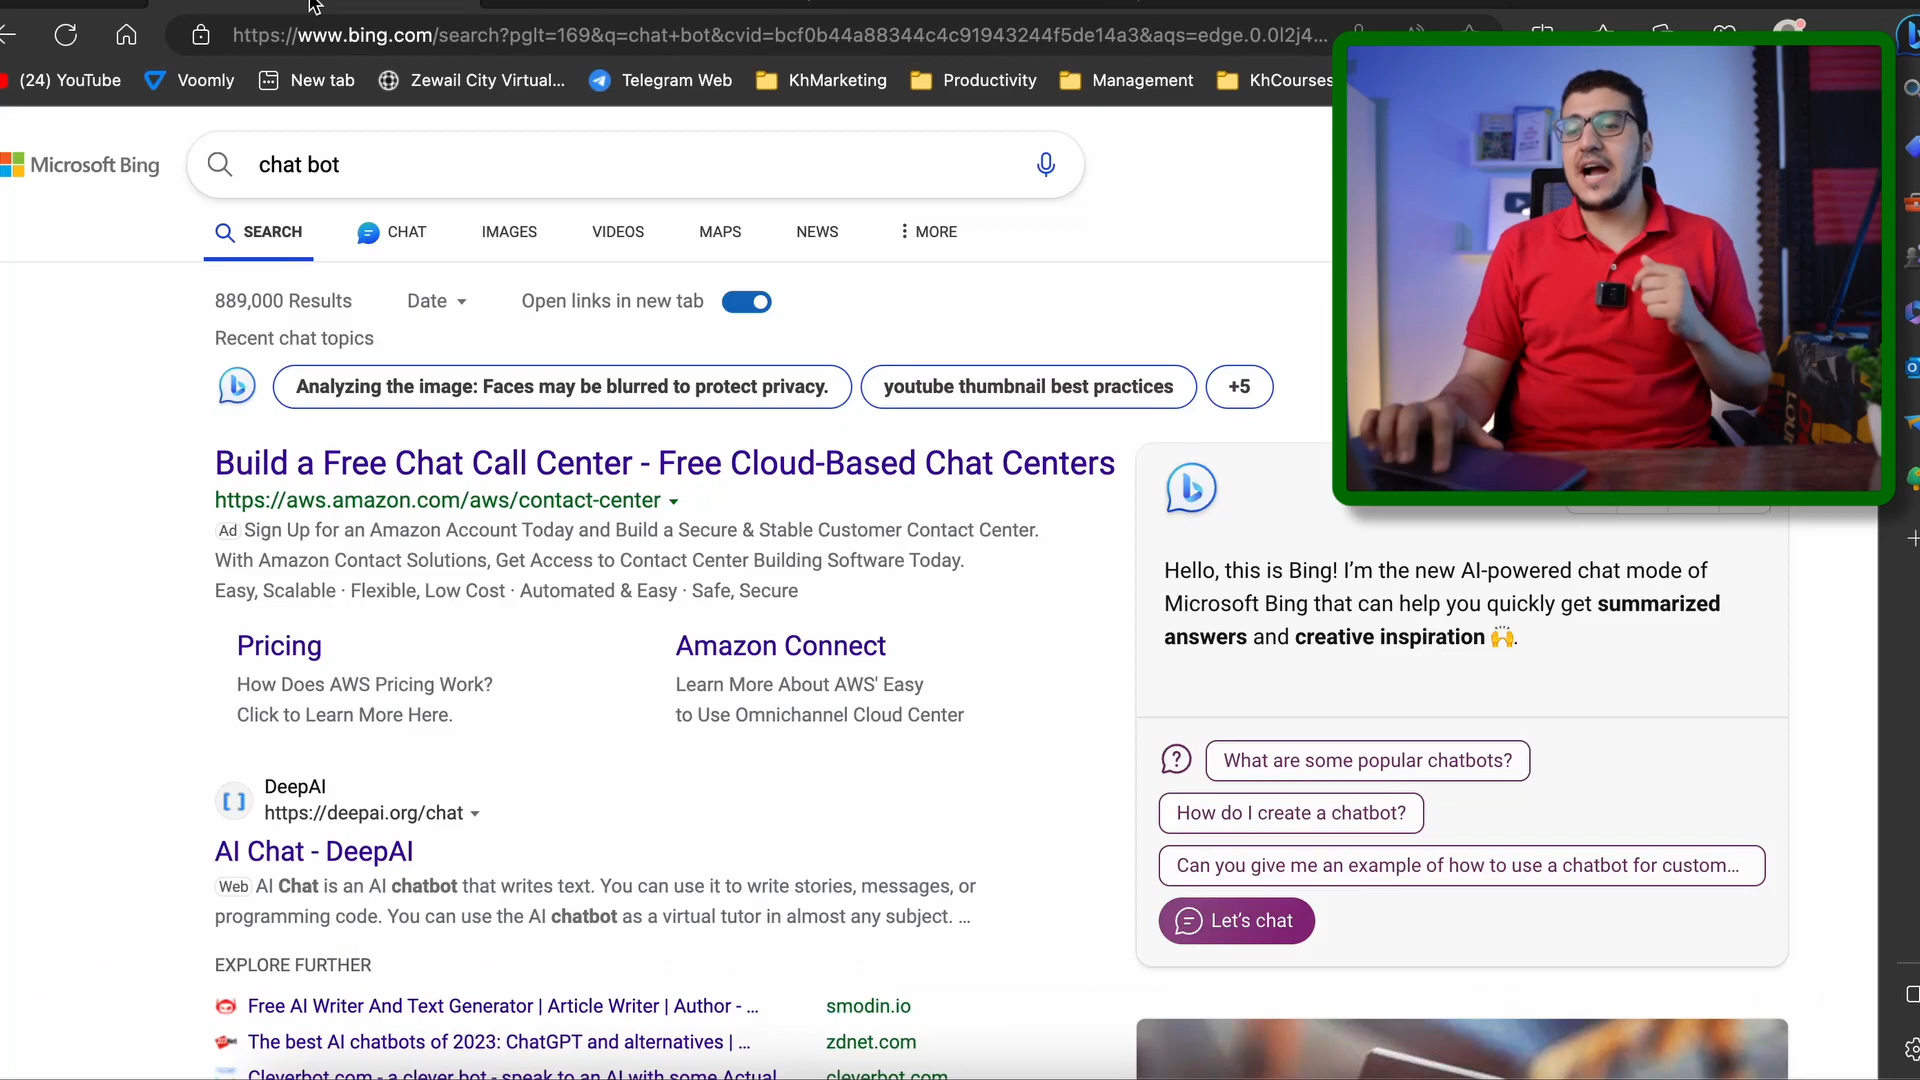 https://www.bing.com/search?pglt=169&q=chat+bot&cvid=bcf0b44a88344c4c91943244f5de14a3&aqs=edge.0.0l2j4...
(24) YouTube
Voomly
New tab
Zewail City Virtual...
Telegram Web
KhMarketing
Productivity
Management
KhCourses
Microsoft Bing
chat bot
SEARCH
CHAT
IMAGES
VIDEOS
MAPS
NEWS
MORE
889,000 Results
Date
Open links in new tab
Recent chat topics
Analyzing the image: Faces may be blurred to protect privacy.
youtube thumbnail best practices
+5
Build a Free Chat Call Center - Free Cloud-Based Chat Centers
https://aws.amazon.com/aws/contact-center
Ad Sign Up for an Amazon Account Today and Build a Secure & Stable Customer Contact Center.
With Amazon Contact Solutions, Get Access to Contact Center Building Software Today.
Easy, Scalable · Flexible, Low Cost · Automated & Easy · Safe, Secure
Pricing
How Does AWS Pricing Work?
Click to Learn More Here.
Amazon Connect
Learn More About AWS' Easy
to Use Omnichannel Cloud Center
DeepAI
https://deepai.org/chat
AI Chat - DeepAI
Web AI Chat is an AI chatbot that writes text. You can use it to write stories, messages, or
programming code. You can use the AI chatbot as a virtual tutor in almost any subject. ...
EXPLORE FURTHER
Free AI Writer And Text Generator | Article Writer | Author - ...
smodin.io
The best AI chatbots of 2023: ChatGPT and alternatives | ...
zdnet.com
Cleverbot.com - a clever bot - speak to an AI with some Actual
cleverbot.com
Hello, this is Bing! I'm the new AI-powered chat mode of
Microsoft Bing that can help you quickly get summarized
answers and creative inspiration 🙌.
What are some popular chatbots?
How do I create a chatbot?
Can you give me an example of how to use a chatbot for custom...
Let's chat